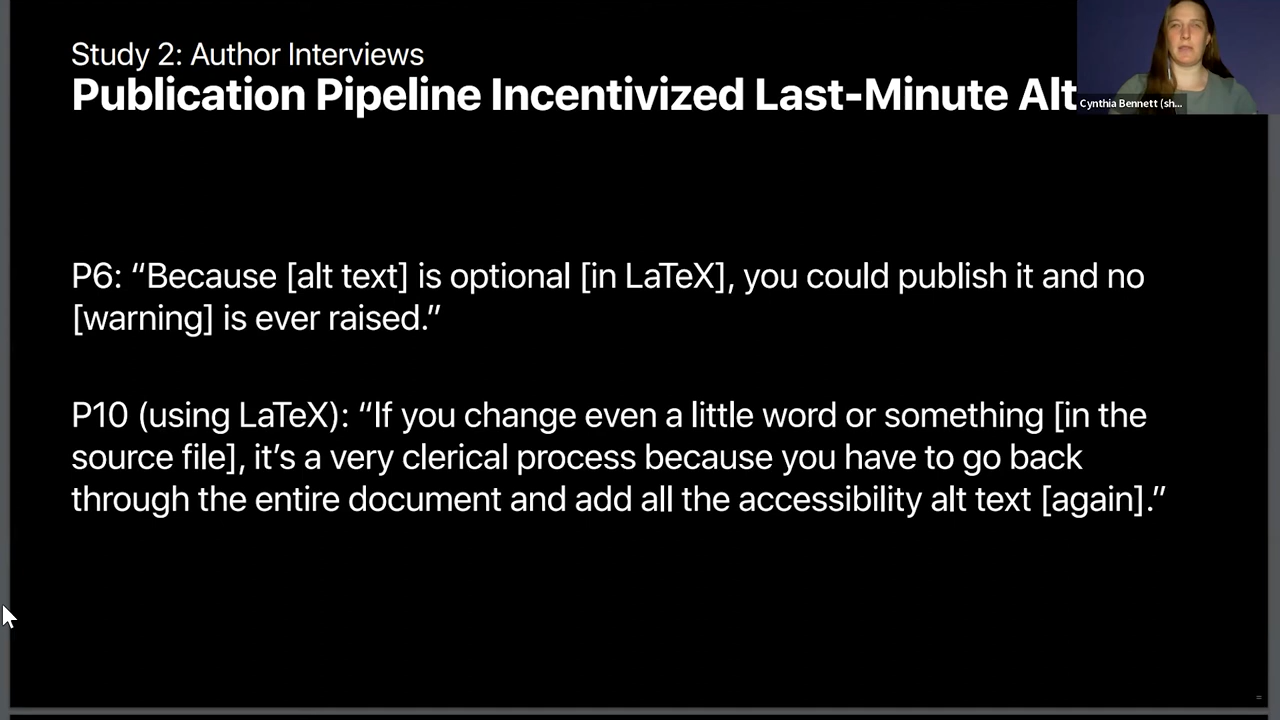 Study 2: Author Interviews
Publication Pipeline Incentivized Last-Minute Alt
Cynthia Bennett (sh...
P6: “Because [alt text] is optional [in LaTeX], you could publish it and no
[warning] is ever raised.”
P10 (using LaTeX): “If you change even a little word or something [in the
source file], it’s a very clerical process because you have to go back
through the entire document and add all the accessibility alt text [again].”